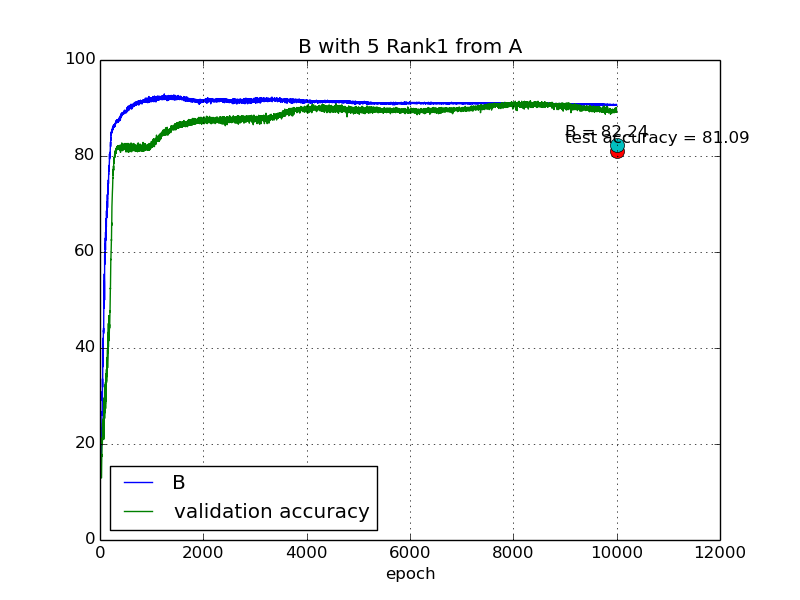 B with 5 Rank1 from A
100
80
60
40
20
0
B = 82.24
test accuracy = 81.09
B
validation accuracy
0 2000 4000 6000 8000 10000 12000
epoch